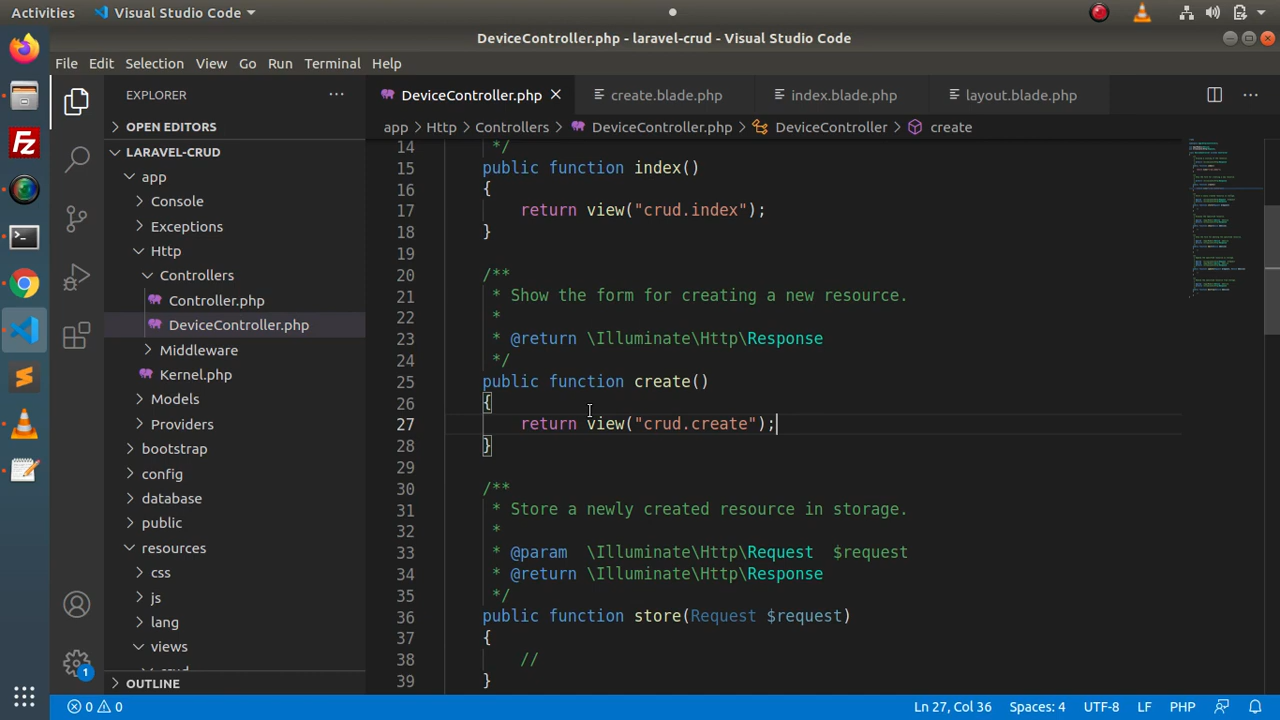 Activities Visual Studio Code
DeviceController.php - laravel-crud - Visual Studio Code
File Edit Selection View Go Run Terminal Help
EXPLORER
DeviceController.php create.blade.php index.blade.php layout.blade.php
OPEN EDITORS
app > Http > Controllers > DeviceController.php > DeviceController > create
LARAVEL-CRUD
app
Console
Exceptions
Http
Controllers
Controller.php
DeviceController.php
Middleware
Kernel.php
Models
Providers
bootstrap
config
database
public
resources
css
js
lang
views
crud
OUTLINE
14 */
15 public function index()
16 {
17 return view("crud.index");
18 }
19
20 /**
21 * Show the form for creating a new resource.
22 *
23 * @return \Illuminate\Http\Response
24 */
25 public function create()
26 {
27 return view("crud.create");
28 }
29
30 /**
31 * Store a newly created resource in storage.
32 *
33 * @param \Illuminate\Http\Request $request
34 * @return \Illuminate\Http\Response
35 */
36 public function store(Request $request)
37 {
38 //
39 }
1
0 0 Ln 27, Col 36 Spaces: 4 UTF-8 LF PHP